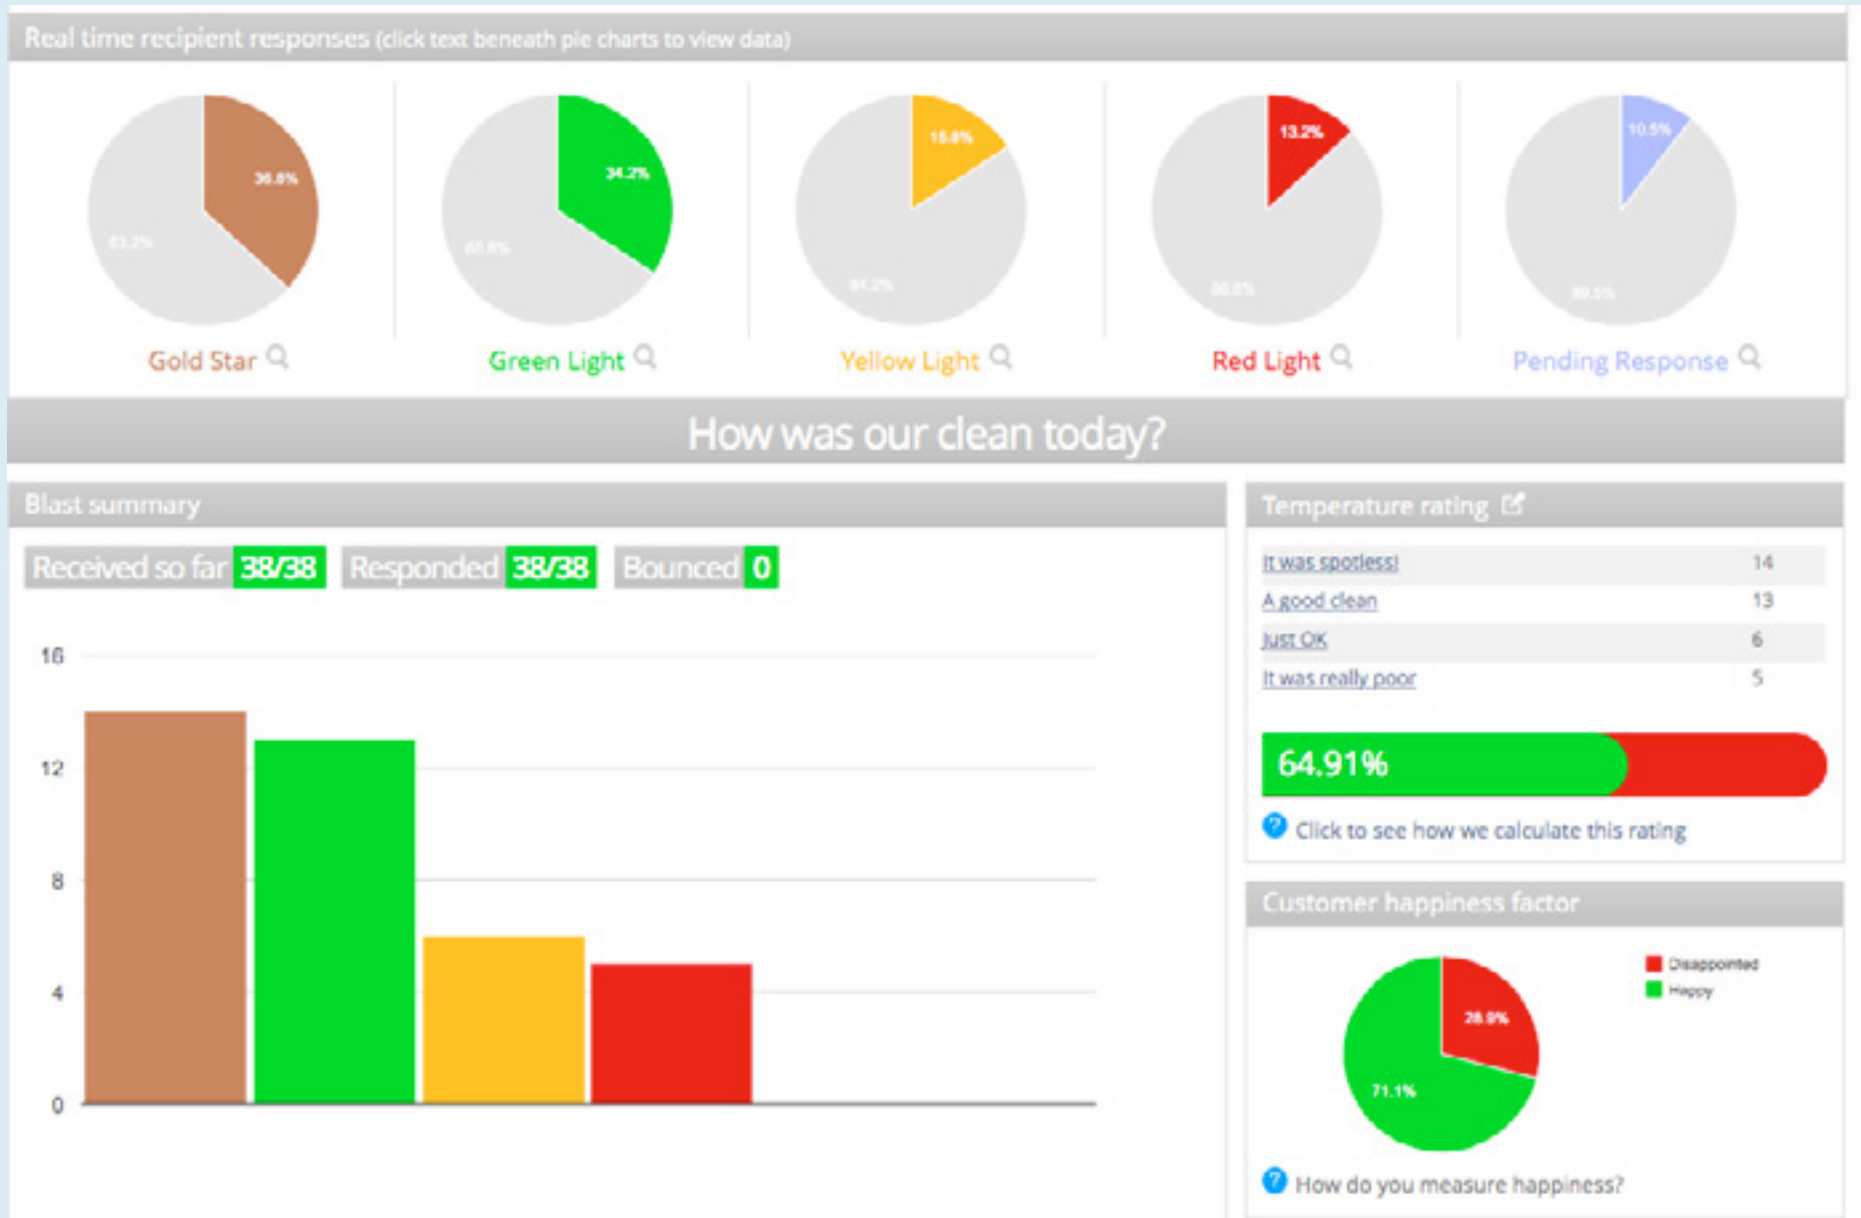 Real time recipient responses (click text beneath pie charts to view data)
36.8%
63.2%
34.2%
65.8%
15.8%
84.2%
13.2%
86.8%
10.5%
89.5%
Gold Star
Green Light
Yellow Light
Red Light
Pending Response
How was our clean today?
Blast summary
Received so far 38/38 Responded 38/38 Bounced 0
16
12
8
4
0
Temperature rating
It was spotless! 14
A good clean 13
Just OK 6
It was really poor 5
64.91%
? Click to see how we calculate this rating
Customer happiness factor
Disappointed
Happy
28.9%
71.1%
? How do you measure happiness?